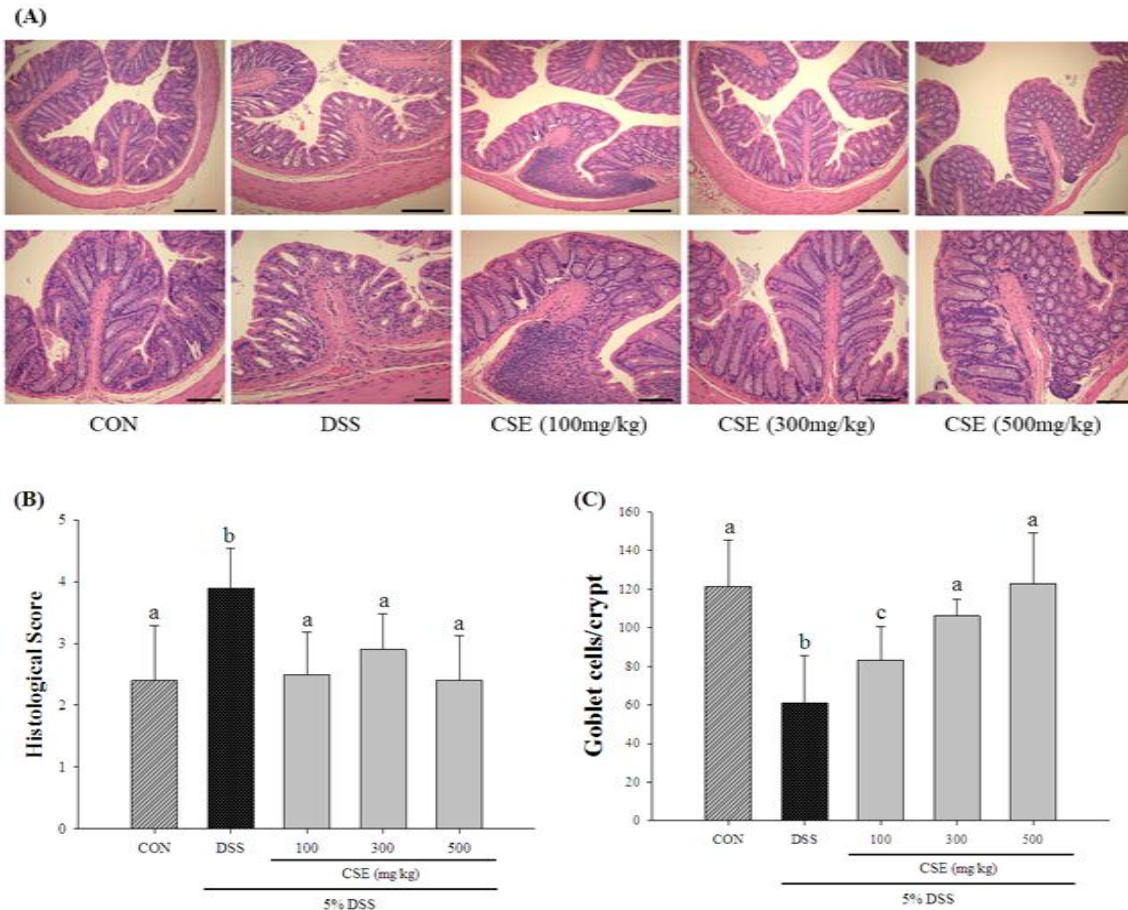 (A)
CON DSS CSE (100mg/kg) CSE (300mg/kg) CSE (500mg/kg)
(B)
Histological Score
5
4
3
2
1
0
a
b
a
a
a
CON DSS 100 300 500
CSE (mg/kg)
5% DSS
(C)
Goblet cells/crypt
160
140
120
100
80
60
40
20
0
a
b
c
a
a
CON DSS 100 300 500
CSE (mg/kg)
5% DSS